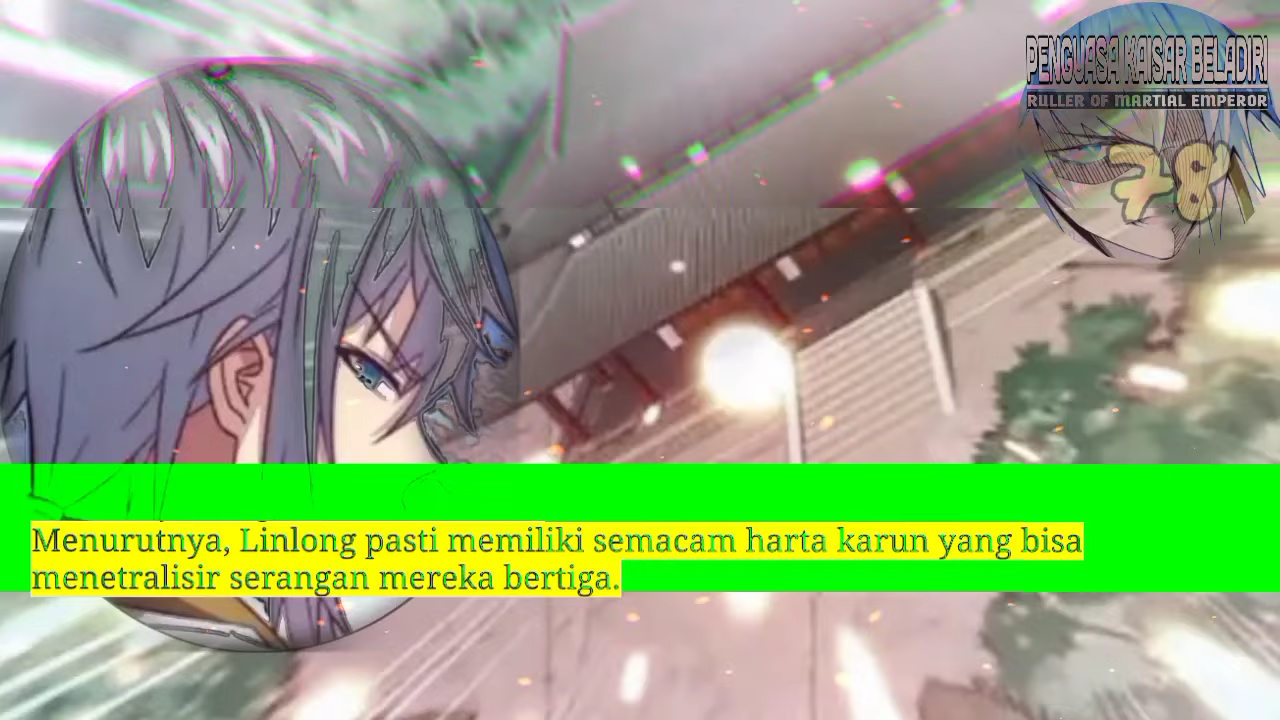 PENGUASA KAISAR BELADIRI
RULLER OF MARTIAL EMPEROR
78
Menurutnya, Linlong pasti memiliki semacam harta karun yang bisa
menetralisir serangan mereka bertiga.